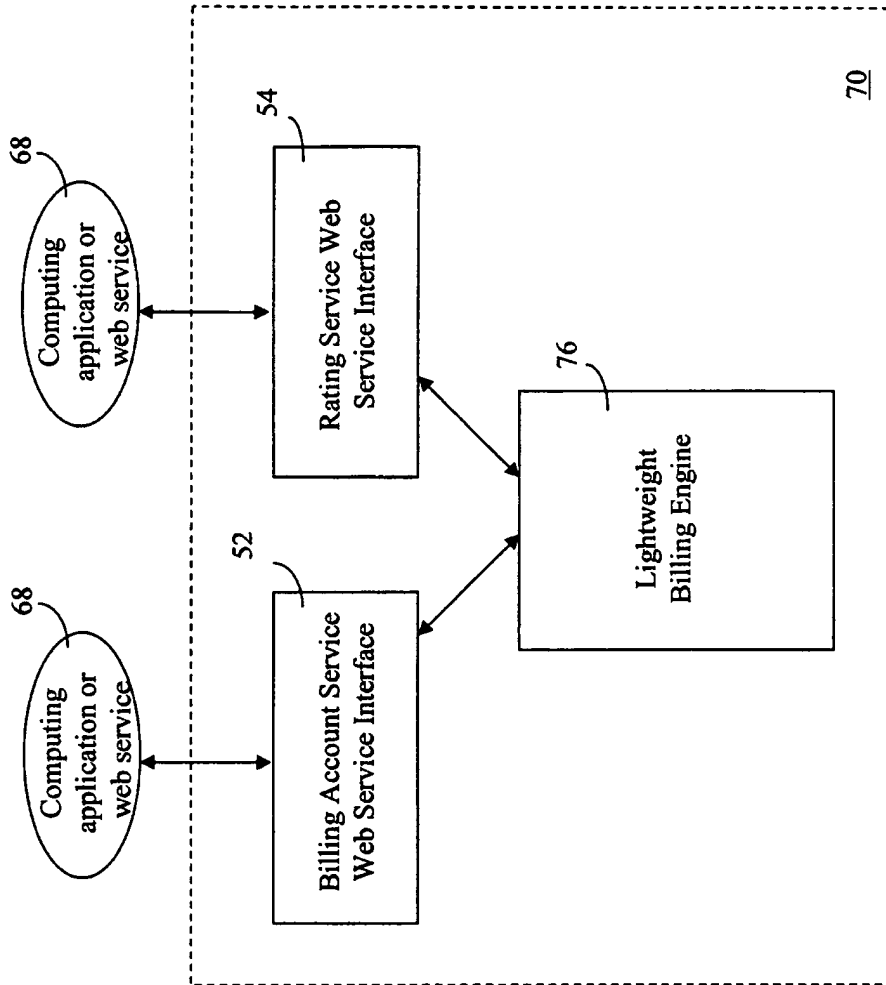 68
Computing
application or
web service
68
Computing
application or
web service
52
Billing Account Service
Web Service Interface
54
Rating Service Web
Service Interface
76
Lightweight
Billing Engine
70